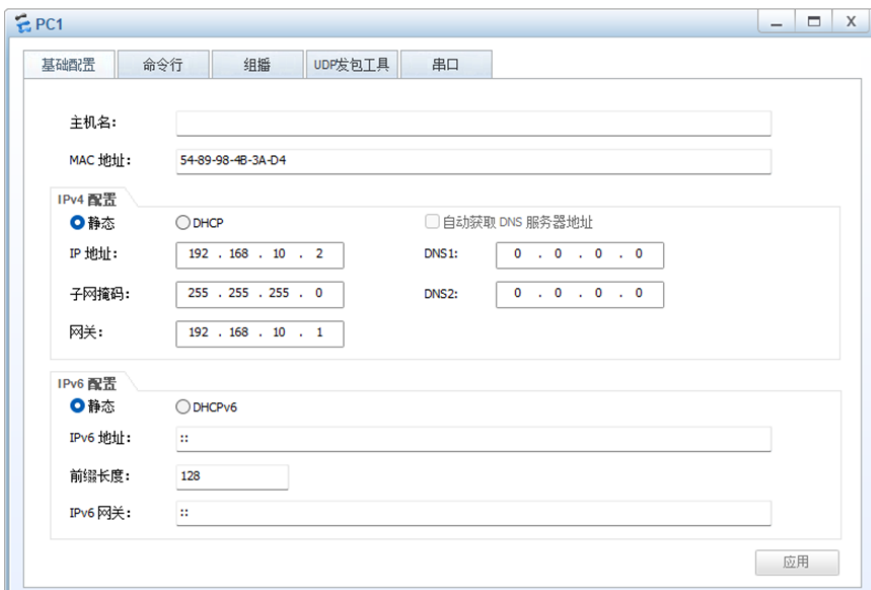 PC1
基础配置 命令行 组播 UDP发包工具 串口
主机名:
MAC 地址: 54-89-98-4B-3A-D4
IPv4 配置
静态 DHCP 自动获取 DNS 服务器地址
IP 地址: 192 . 168 . 10 . 2 DNS1: 0 . 0 . 0 . 0
子网掩码: 255 . 255 . 255 . 0 DNS2: 0 . 0 . 0 . 0
网关: 192 . 168 . 10 . 1
IPv6 配置
静态 DHCPv6
IPv6 地址: ::
前缀长度: 128
IPv6 网关: ::
应用